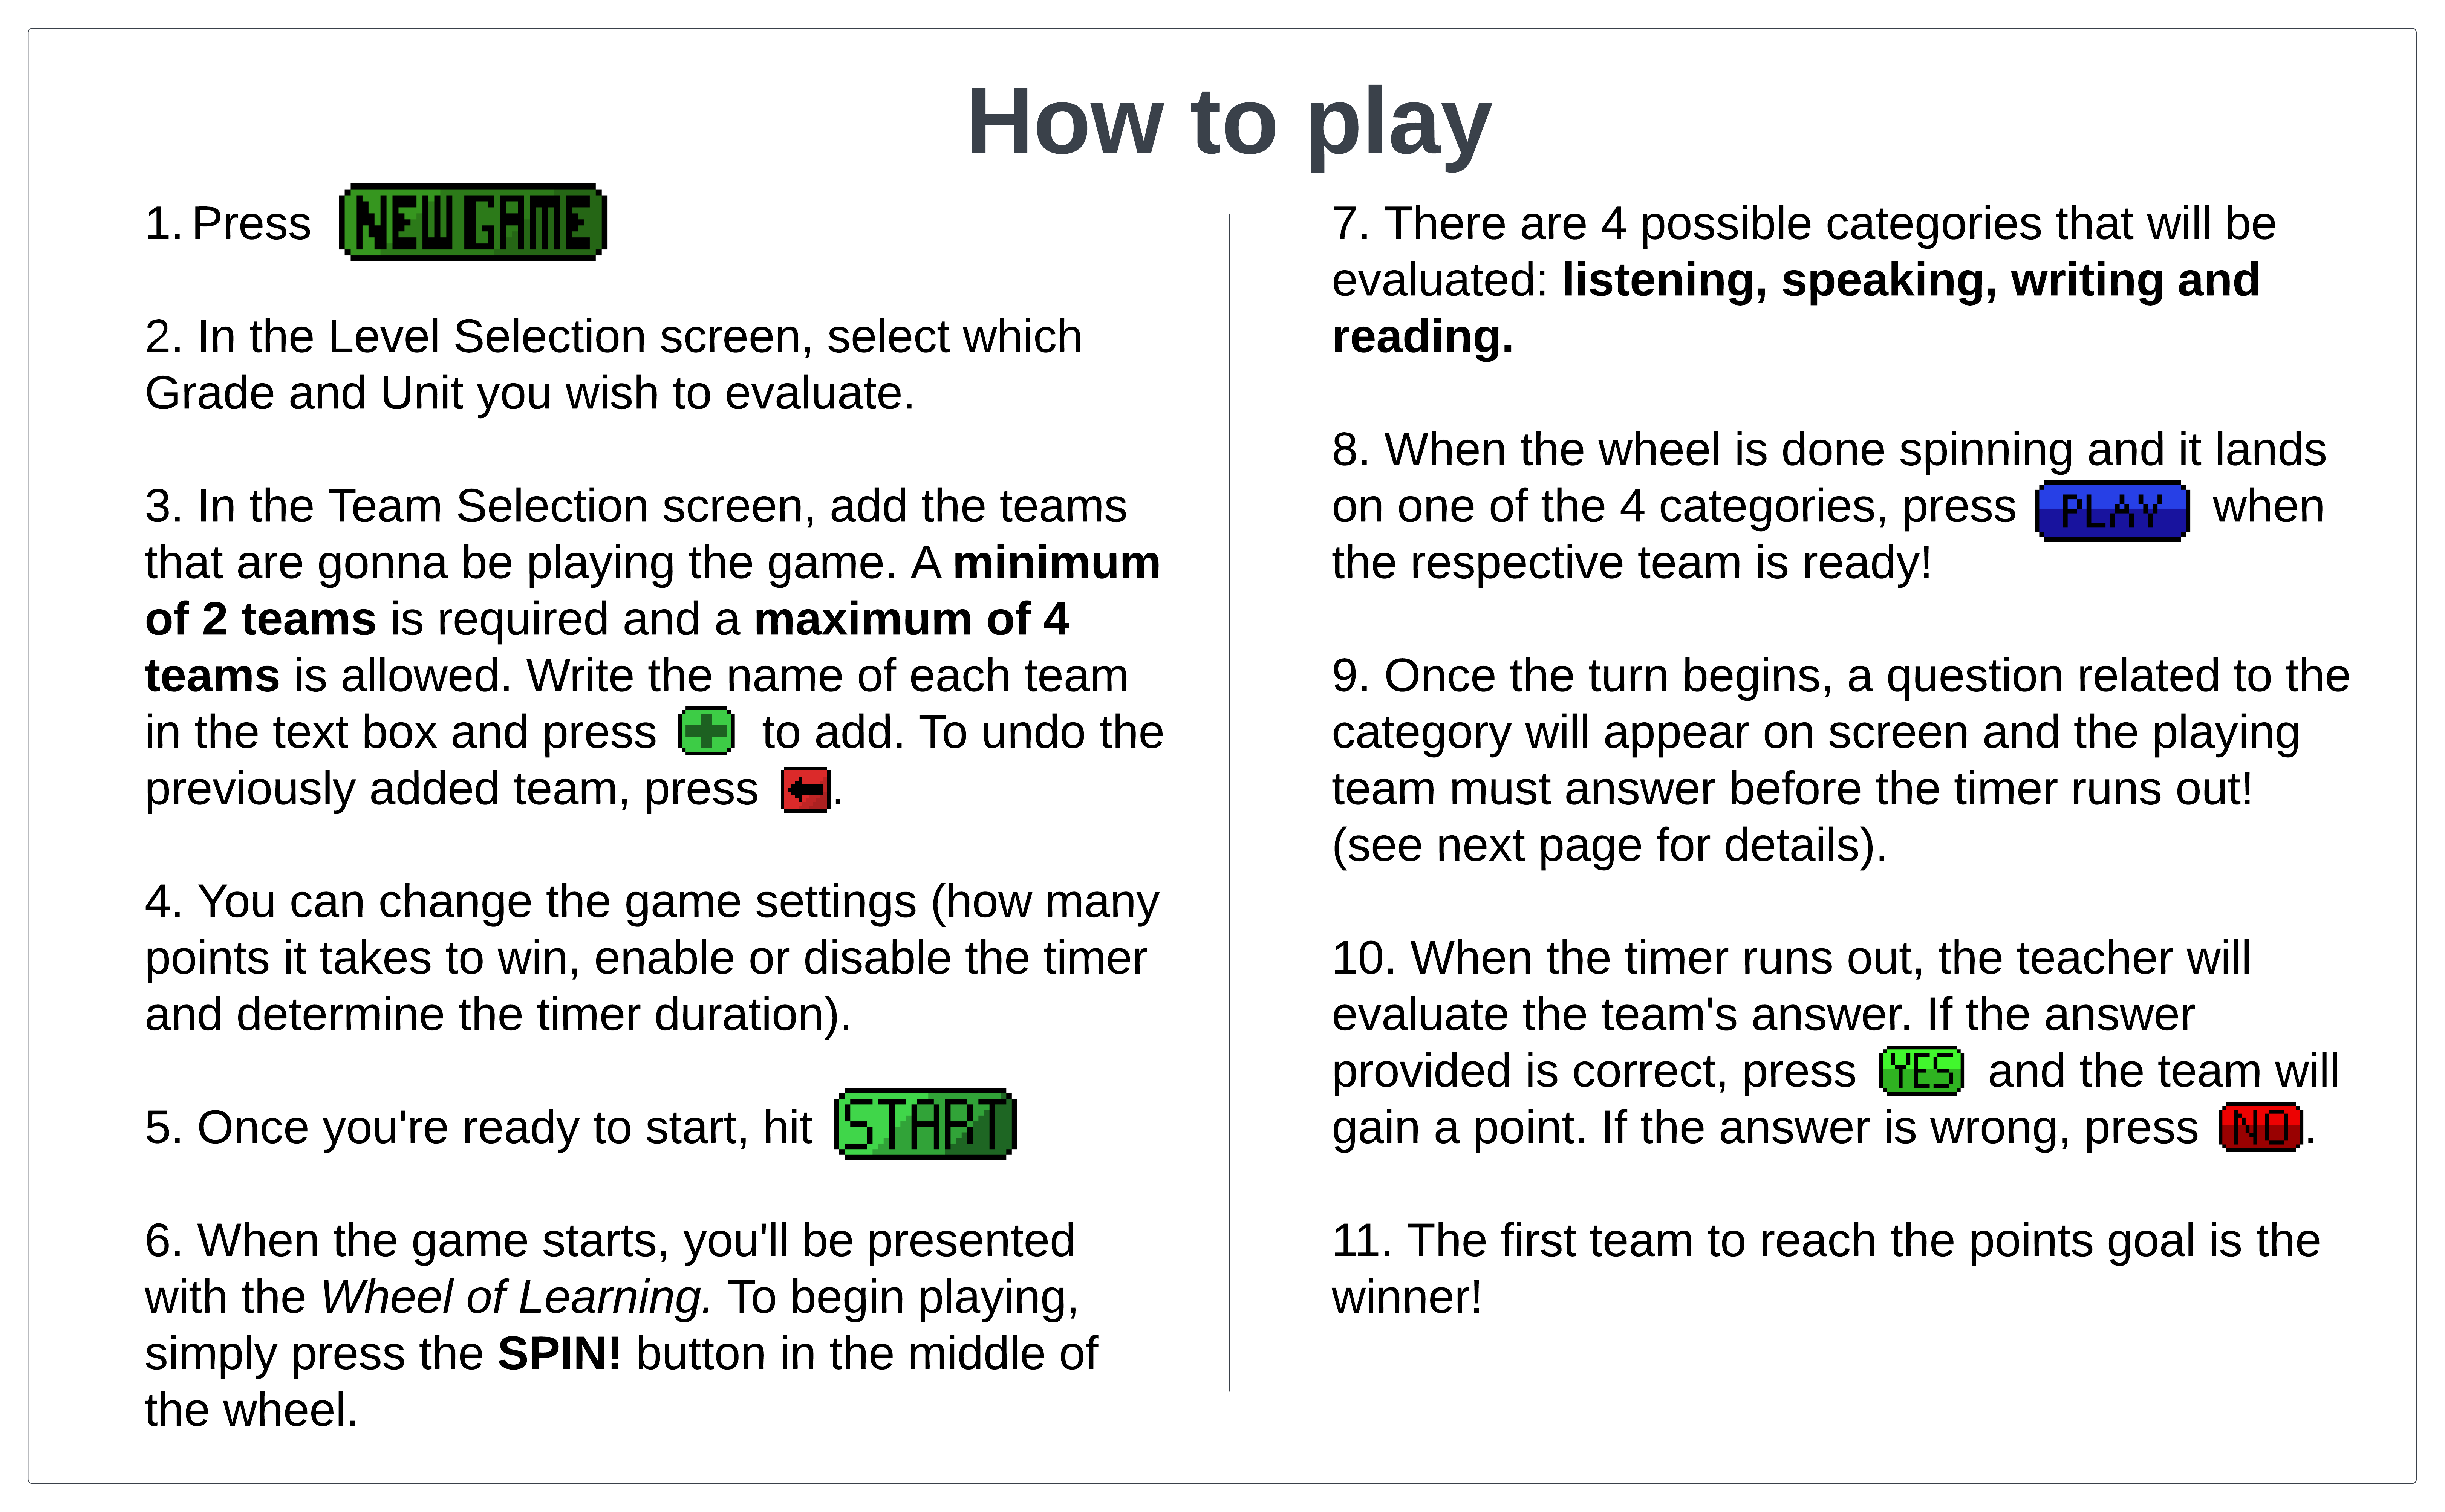 How to play
1. Press NEW GAME
2. In the Level Selection screen, select which
Grade and Unit you wish to evaluate.
3. In the Team Selection screen, add the teams
that are gonna be playing the game. A minimum
of 2 teams is required and a maximum of 4
teams is allowed. Write the name of each team
in the text box and press to add. To undo the
previously added team, press .
4. You can change the game settings (how many
points it takes to win, enable or disable the timer
and determine the timer duration).
5. Once you're ready to start, hit START
6. When the game starts, you'll be presented
with the Wheel of Learning. To begin playing,
simply press the SPIN! button in the middle of
the wheel.
7. There are 4 possible categories that will be
evaluated: listening, speaking, writing and
reading.
8. When the wheel is done spinning and it lands
on one of the 4 categories, press PLAY when
the respective team is ready!
9. Once the turn begins, a question related to the
category will appear on screen and the playing
team must answer before the timer runs out!
(see next page for details).
10. When the timer runs out, the teacher will
evaluate the team's answer. If the answer
provided is correct, press YES and the team will
gain a point. If the answer is wrong, press NO.
11. The first team to reach the points goal is the
winner!